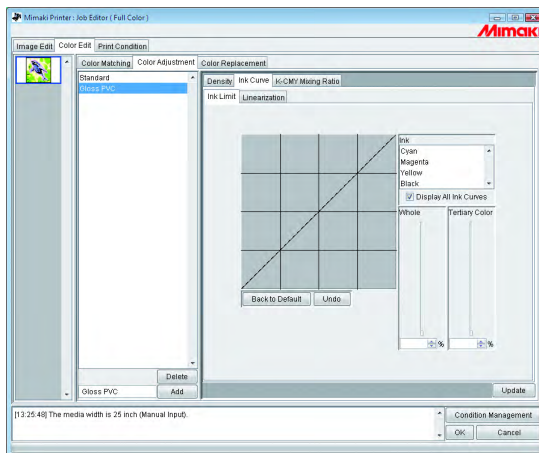 Mimaki Printer : Job Editor ( Full Color )
Mimaki
Image Edit Color Edit Print Condition
Color Matching Color Adjustment Color Replacement
Standard
Gloss PVC
Density Ink Curve K-CMY Mixing Ratio
Ink Limit Linearization
Ink
Cyan
Magenta
Yellow
Black
Display All Ink Curves
Whole Tertiary Color
Back to Default Undo
% %
Delete
Gloss PVC Add
Update
[13:25:48] The media width is 25 inch (Manual Input).
Condition Management
OK Cancel